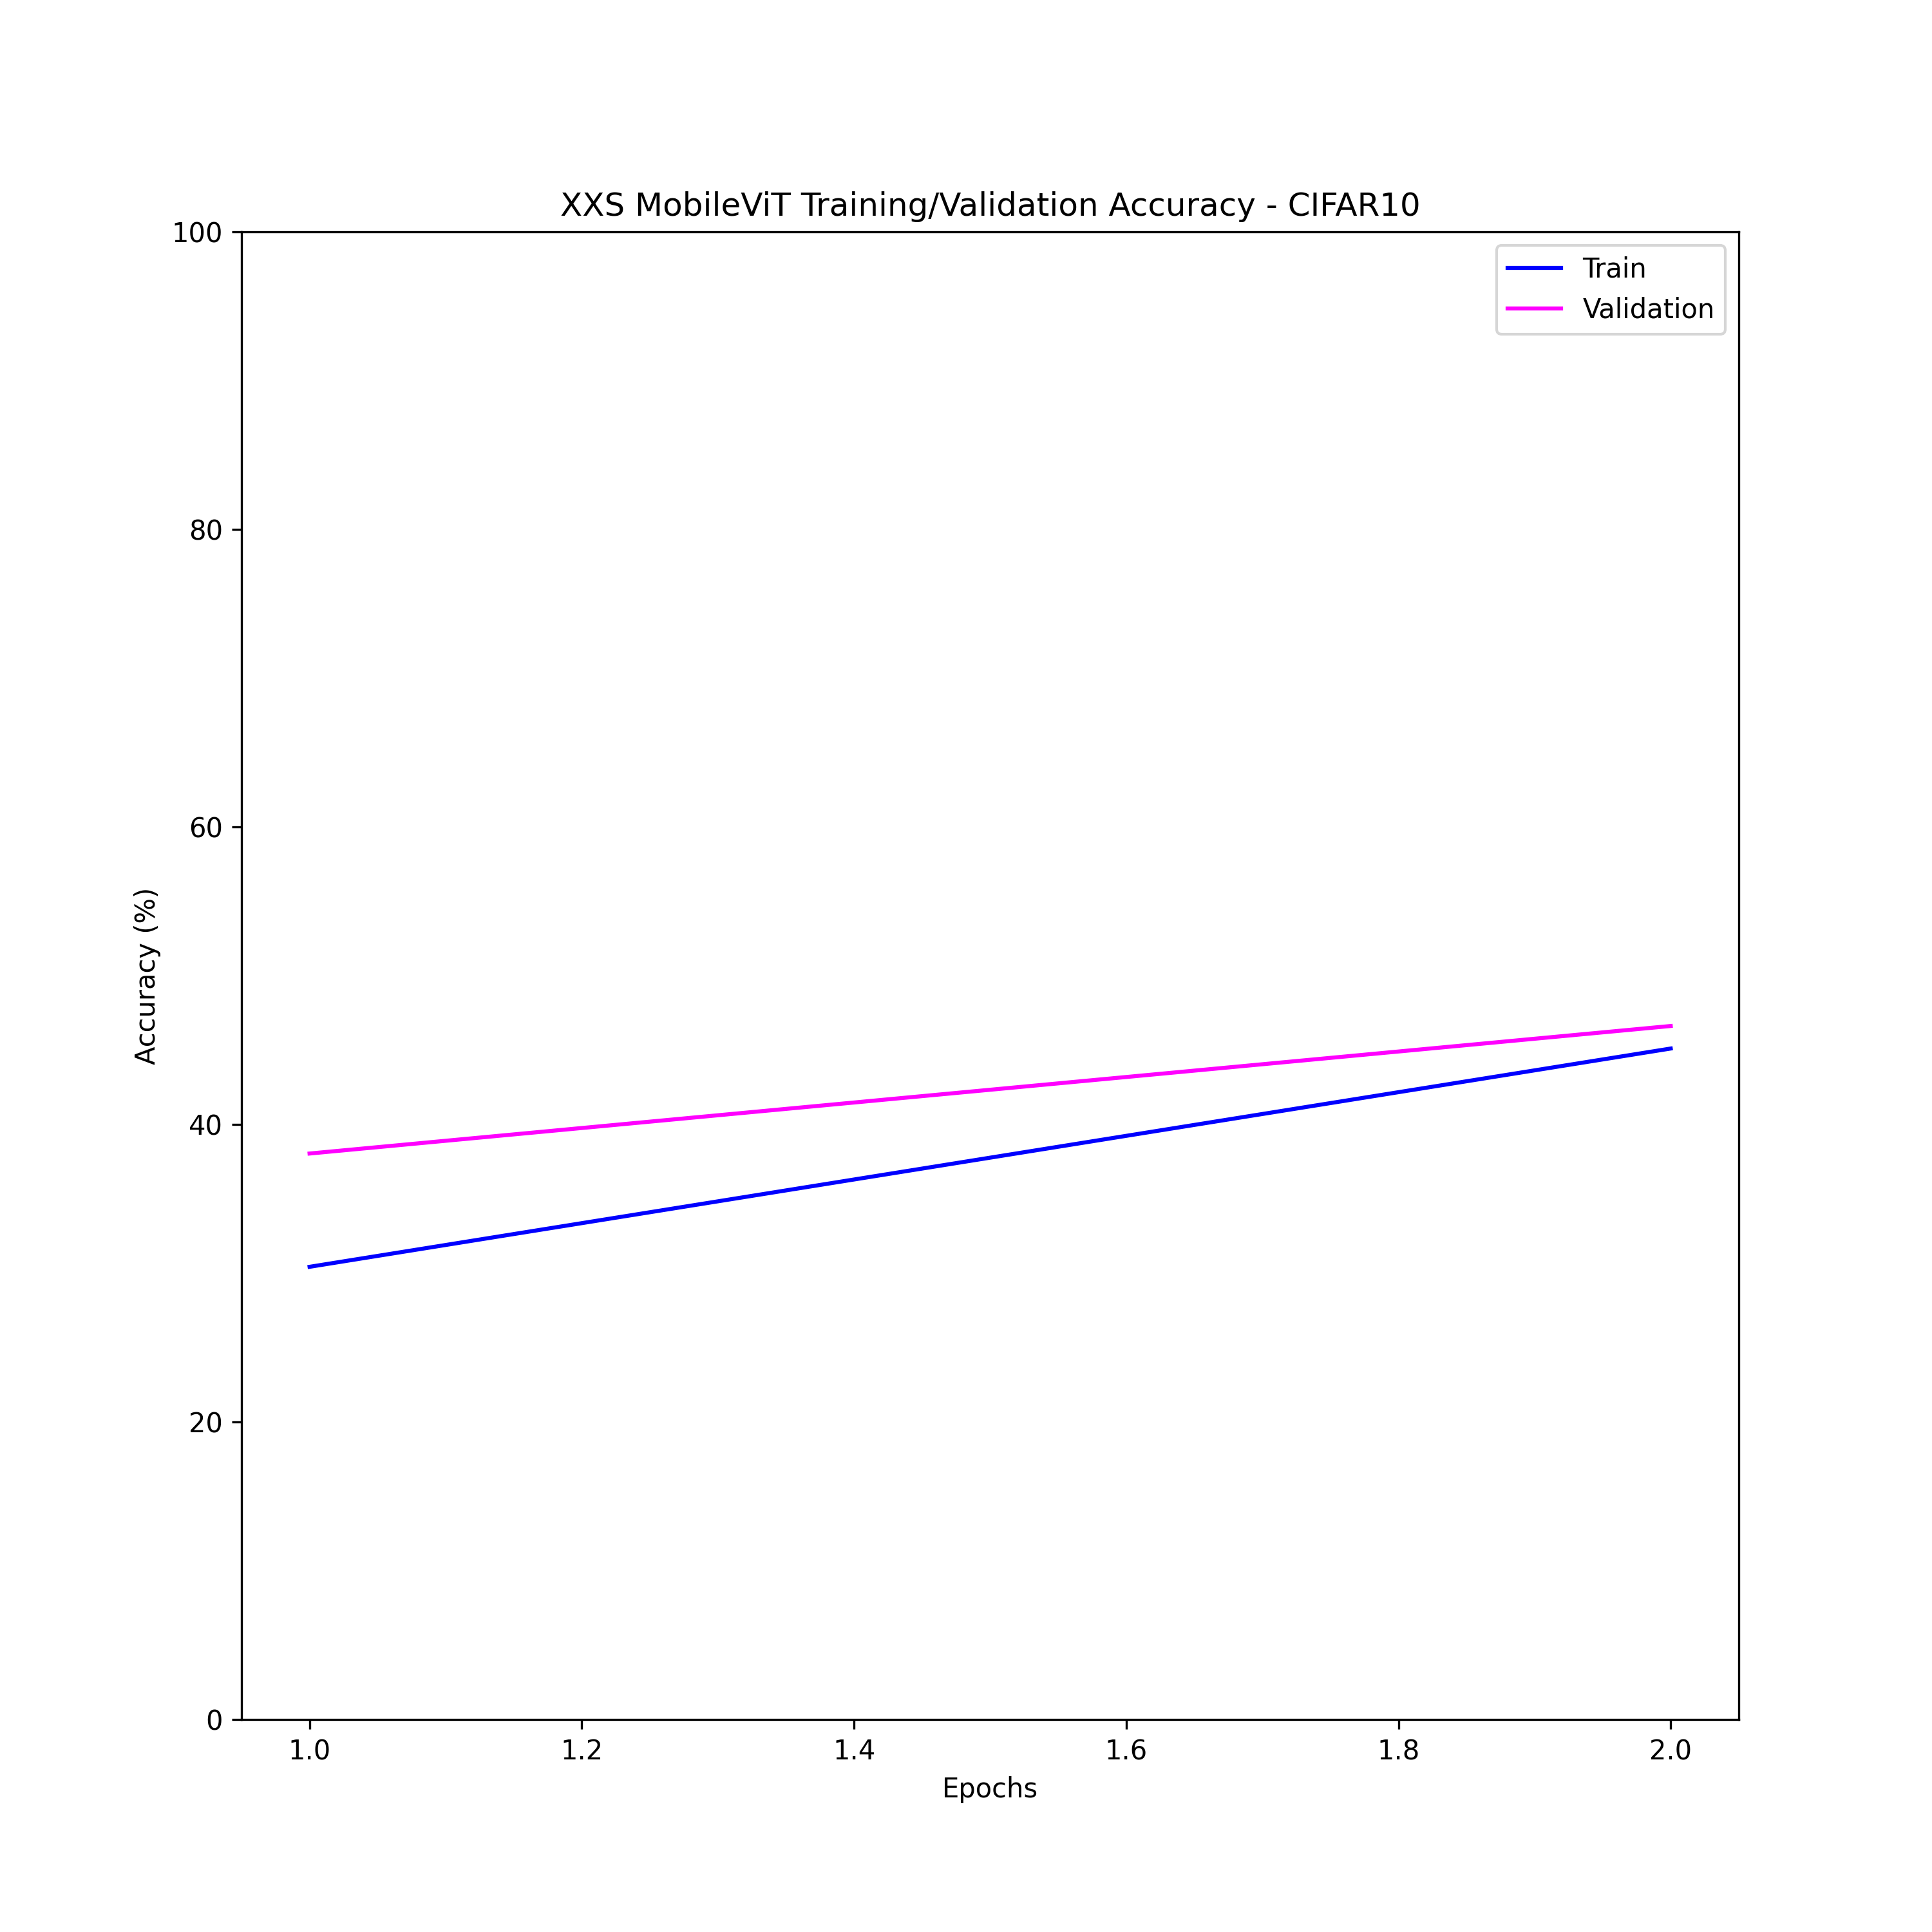 XXS MobileViT Training/Validation Accuracy - CIFAR10
Train
Validation
100
80
60
40
20
0
Accuracy (%)
1.0 1.2 1.4 1.6 1.8 2.0
Epochs